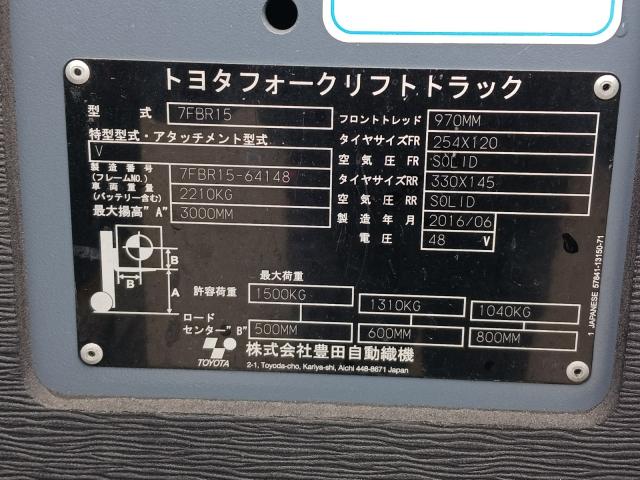 トヨタフォークリフトトラック
型 式 7FBR15
特型型式・アタッチメント型式
V
製造番号 (フレームNO.) 7FBR15-64148
車両重量 (バッテリー含む) 2210KG
最大揚高"A" 3000MM
フロントトレッド 970MM
タイヤサイズFR 254X120
空気圧FR SOLID
タイヤサイズRR 330X145
空気圧RR SOLID
製造年月 2016/06
電圧 48 V
B
B
A
最大荷重
許容荷重 1500KG 1310KG 1040KG
ロード
センター"B" 500MM 600MM 800MM
TOYOTA
株式会社豊田自動織機
2-1, Toyoda-cho, Kariya-shi, Aichi 448-8671 Japan
1 JAPANESE 57641-13150-71